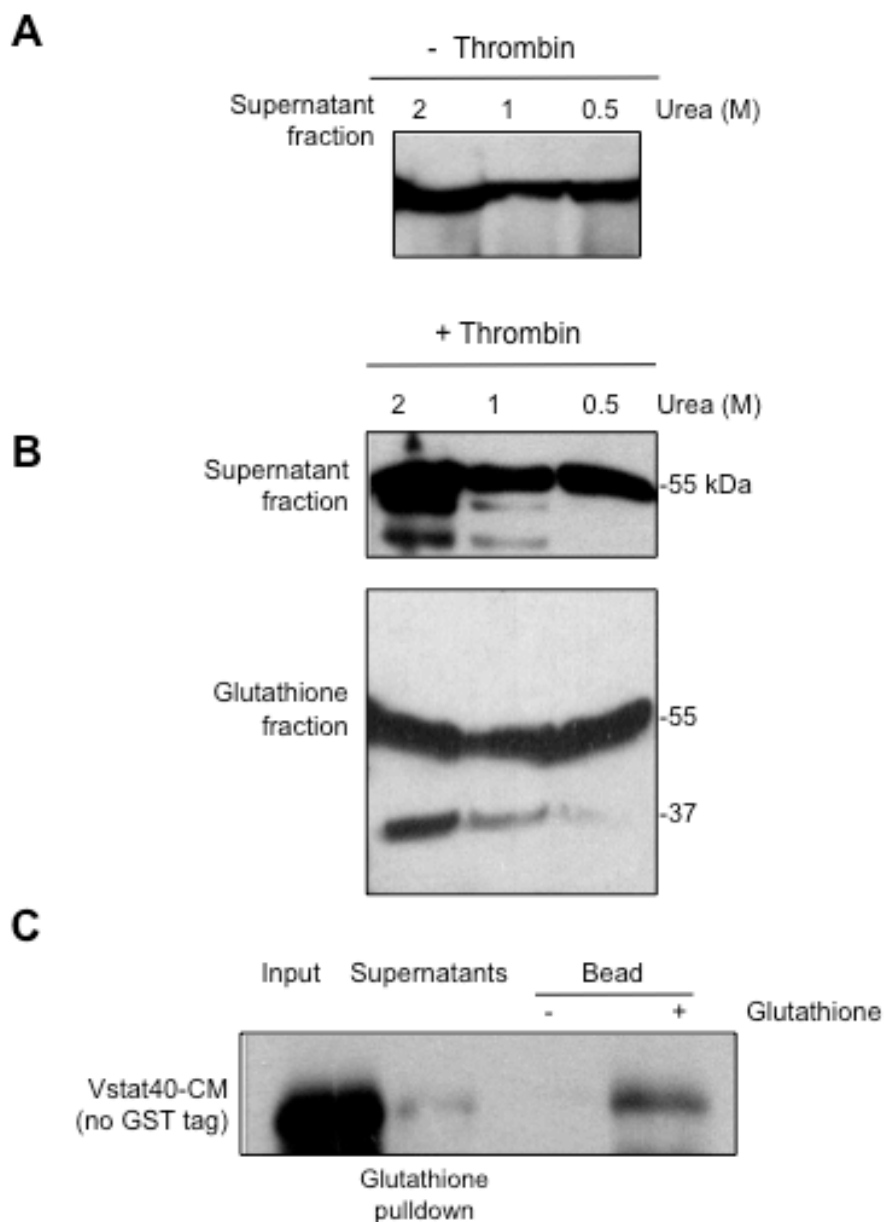 A
- Thrombin
Supernatant
fraction
2 1 0.5 Urea (M)
+ Thrombin
2 1 0.5 Urea (M)
B
Supernatant
fraction
-55 kDa
Glutathione
fraction
-55
-37
C
Input Supernatants Bead
- + Glutathione
Vstat40-CM
(no GST tag)
Glutathione
pulldown